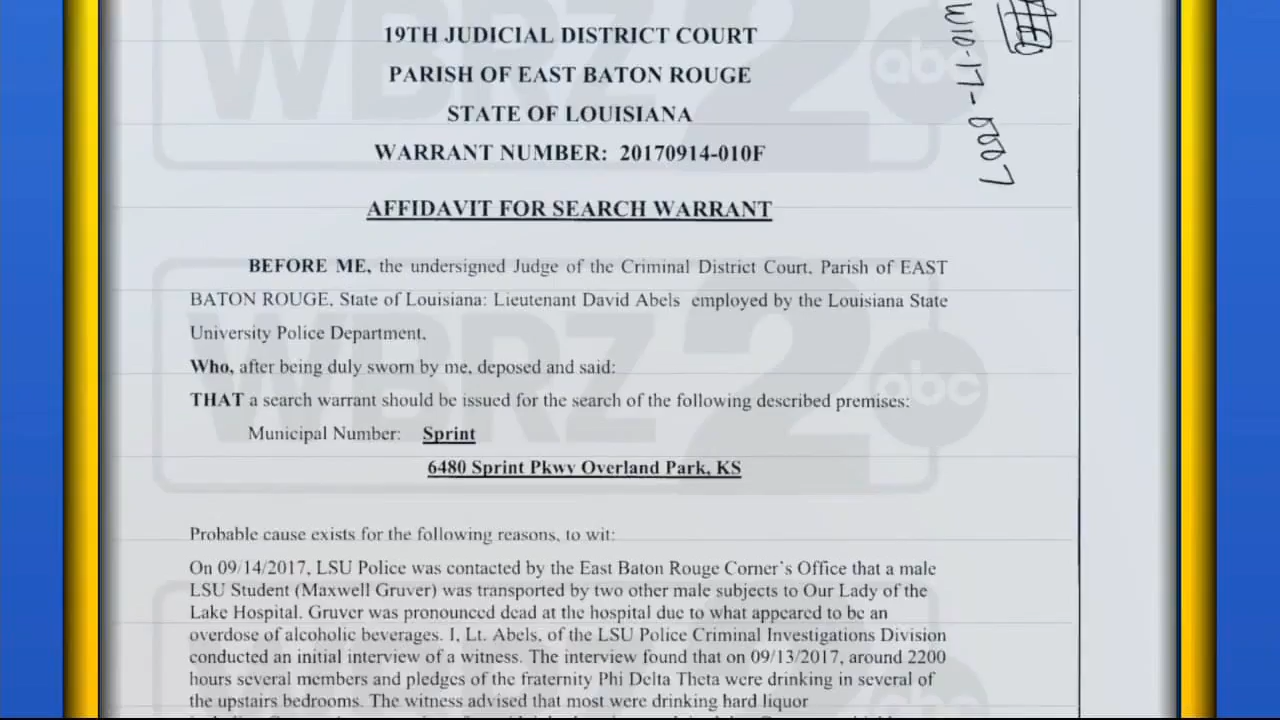 19TH JUDICIAL DISTRICT COURT
PARISH OF EAST BATON ROUGE
STATE OF LOUISIANA
WARRANT NUMBER: 20170914-010F
W10-17-0007
AFFIDAVIT FOR SEARCH WARRANT
BEFORE ME, the undersigned Judge of the Criminal District Court, Parish of EAST
BATON ROUGE, State of Louisiana: Lieutenant David Abels employed by the Louisiana State
University Police Department,
Who, after being duly sworn by me, deposed and said:
THAT a search warrant should be issued for the search of the following described premises:
Municipal Number: Sprint
6480 Sprint Pkwy Overland Park, KS
Probable cause exists for the following reasons, to wit:
On 09/14/2017, LSU Police was contacted by the East Baton Rouge Corner's Office that a male
LSU Student (Maxwell Gruver) was transported by two other male subjects to Our Lady of the
Lake Hospital. Gruver was pronounced dead at the hospital due to what appeared to be an
overdose of alcoholic beverages. I, Lt. Abels, of the LSU Police Criminal Investigations Division
conducted an initial interview of a witness. The interview found that on 09/13/2017, around 2200
hours several members and pledges of the fraternity Phi Delta Theta were drinking in several of
the upstairs bedrooms. The witness advised that most were drinking hard liquor
WBRZ 2 abc
WBRZ 2 abc
WBRZ 2 abc